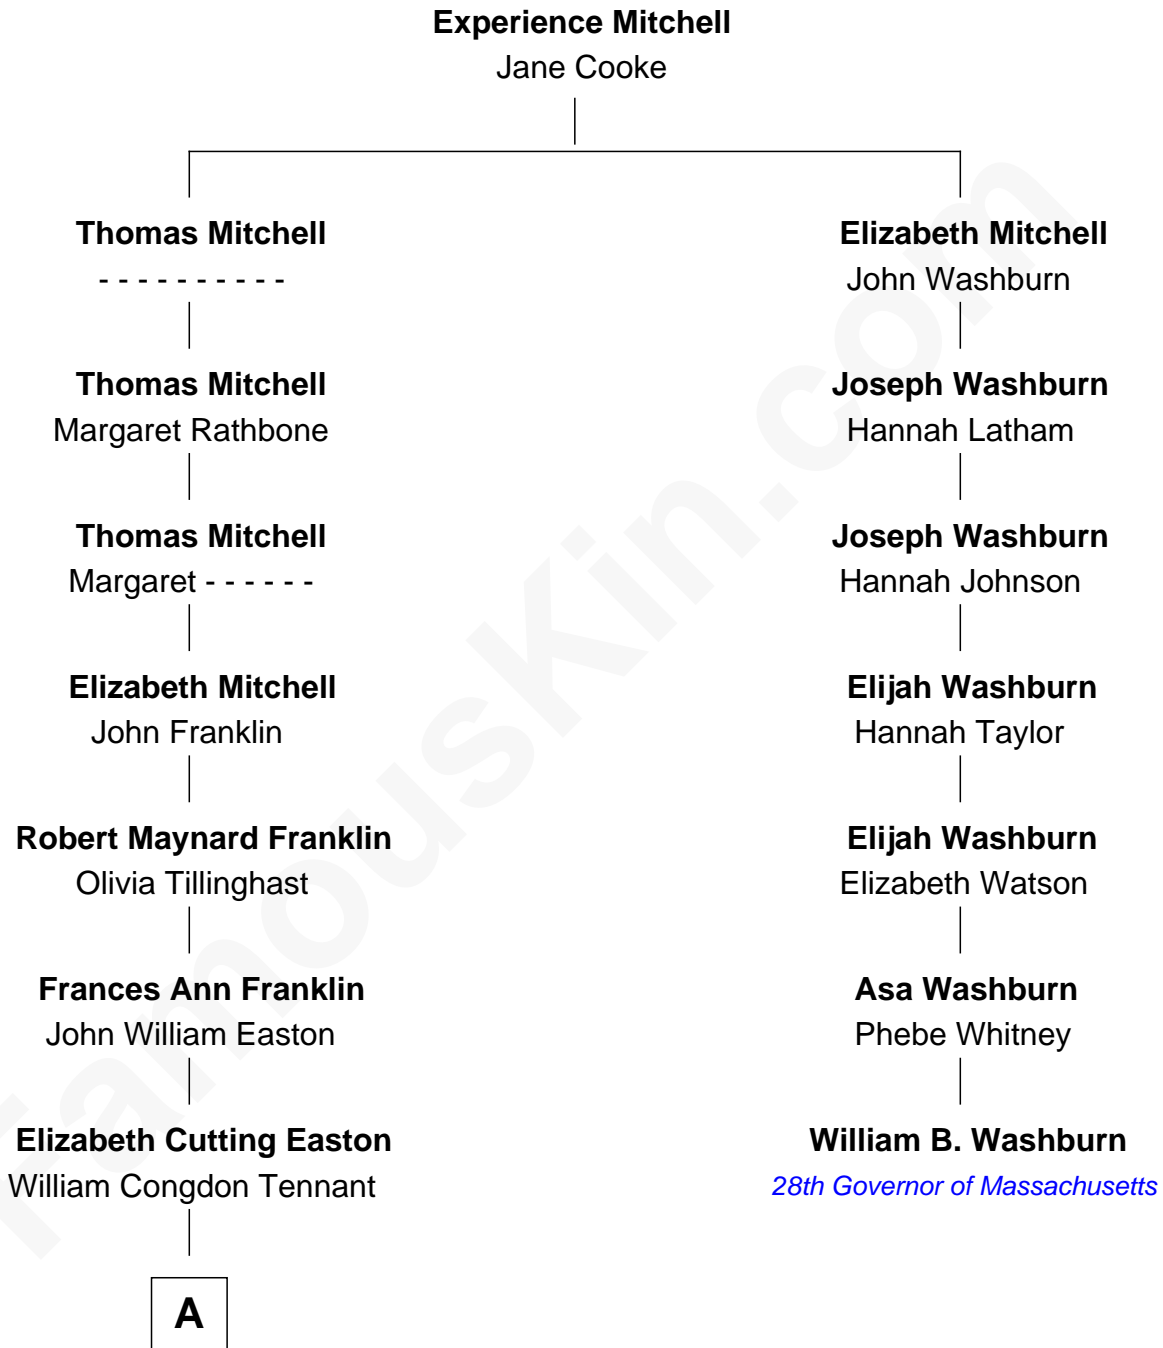 Experience Mitchell
Jane Cooke
Thomas Mitchell
- - - - - - - - - -
Elizabeth Mitchell
John Washburn
Thomas Mitchell
Margaret Rathbone
Joseph Washburn
Hannah Latham
Thomas Mitchell
Margaret - - - - - -
Joseph Washburn
Hannah Johnson
Elizabeth Mitchell
John Franklin
Elijah Washburn
Hannah Taylor
Robert Maynard Franklin
Olivia Tillinghast
Elijah Washburn
Elizabeth Watson
Frances Ann Franklin
John William Easton
Asa Washburn
Phebe Whitney
Elizabeth Cutting Easton
William Congdon Tennant
William B. Washburn
28th Governor of Massachusetts
A
FamousKin.com